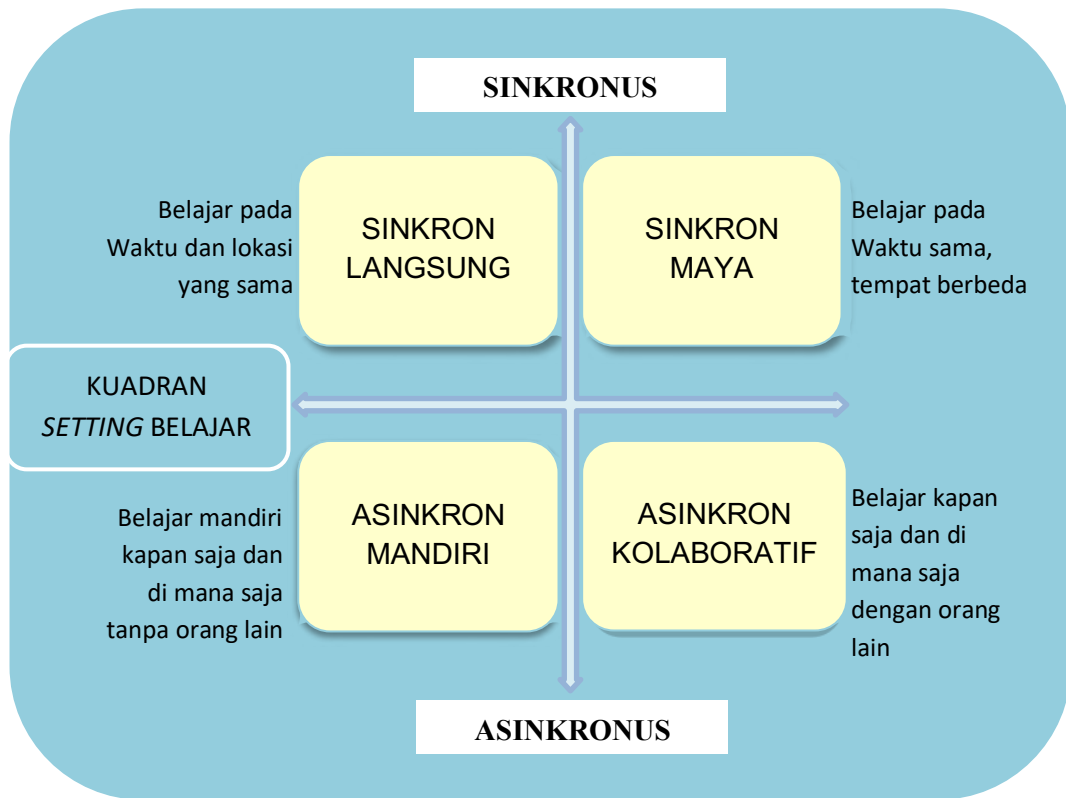 SINKRONUS
Belajar pada
Waktu dan lokasi
yang sama
SINKRON
LANGSUNG
SINKRON
MAYA
Belajar pada
Waktu sama,
tempat berbeda
KUADRAN
SETTING BELAJAR
Belajar mandiri
kapan saja dan
di mana saja
tanpa orang lain
ASINKRON
MANDIRI
ASINKRON
KOLABORATIF
Belajar kapan
saja dan di
mana saja
dengan orang
lain
ASINKRONUS